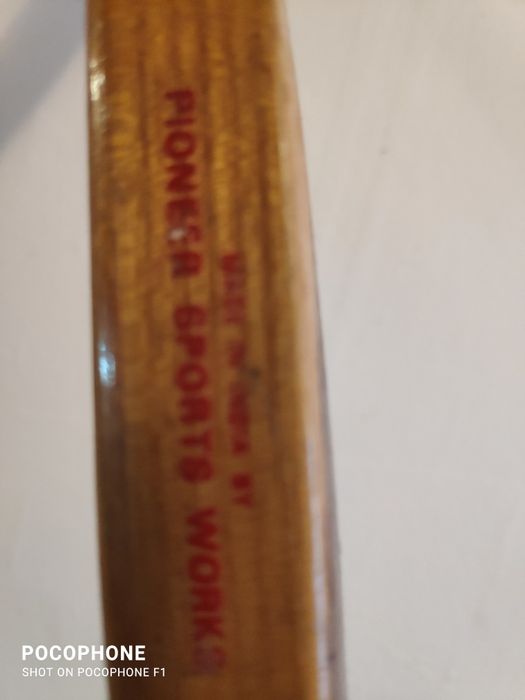 MADE IN INDIA BY
PIONEER SPORTS WORKS
POCOPHONE
SHOT ON POCOPHONE F1